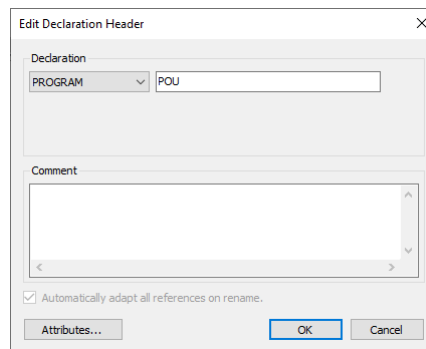 Edit Declaration Header
Declaration
PROGRAM
POU
Comment
Automatically adapt all references on rename.
Attributes...
OK
Cancel